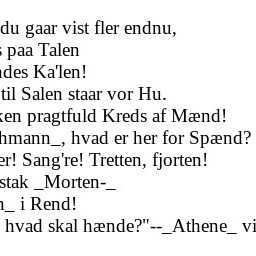 du gaar vist fler endnu,
s paa Talen
ndes Ka'len!
til Salen staar vor Hu.
ken pragtfuld Kreds af Mænd!
hmann_, hvad er her for Spænd?
er! Sang're! Tretten, fjorten!
stak _Morten-_
n_ i Rend!
hvad skal hænde?"--_Athene_ vi